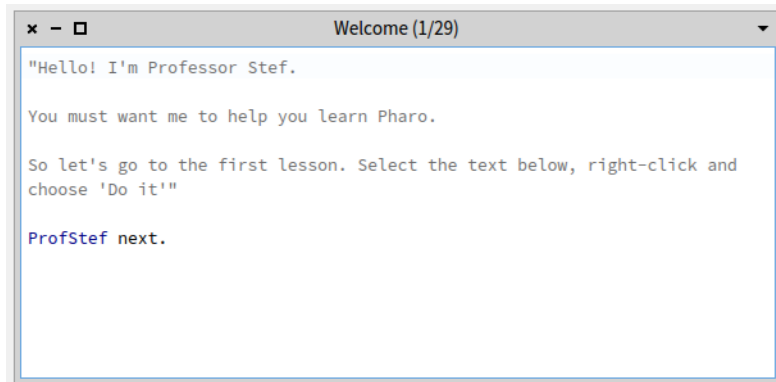 Welcome (1/29)
"Hello! I'm Professor Stef.
You must want me to help you learn Pharo.
So let's go to the first lesson. Select the text below, right-click and
choose 'Do it'"
ProfStef next.